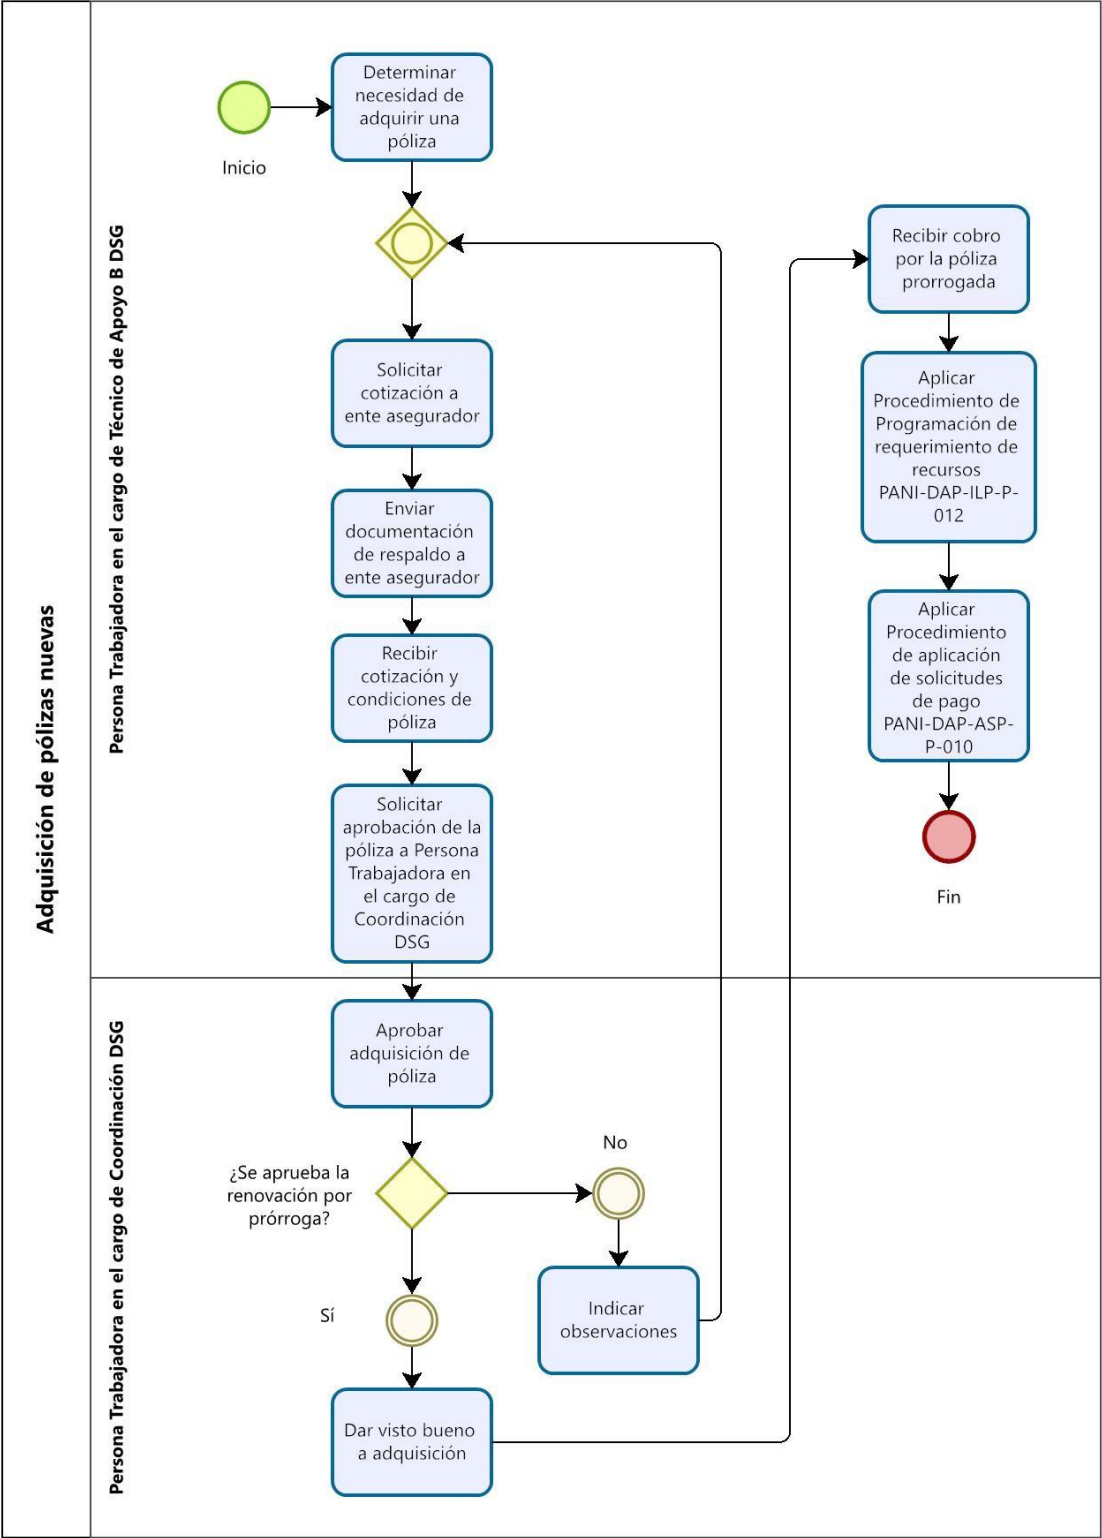 Adquisición de pólizas nuevas
Persona Trabajadora en el cargo de Técnico de Apoyo B DSG
Inicio
Determinar
necesidad de
adquirir una
póliza
Solicitar
cotización a
ente asegurador
Enviar
documentación
de respaldo a
ente asegurador
Recibir
cotización y
condiciones de
póliza
Solicitar
aprobación de la
póliza a Persona
Trabajadora en
el cargo de
Coordinación
DSG
Recibir cobro
por la póliza
prorrogada
Aplicar
Procedimiento de
Programación de
requerimiento de
recursos
PANI-DAP-ILP-P-
012
Aplicar
Procedimiento
de aplicación
de solicitudes
de pago
PANI-DAP-ASP-
P-010
Fin
Persona Trabajadora en el cargo de Coordinación DSG
Aprobar
adquisición de
póliza
¿Se aprueba la
renovación por
prórroga?
No
Indicar
observaciones
Sí
Dar visto bueno
a adquisición